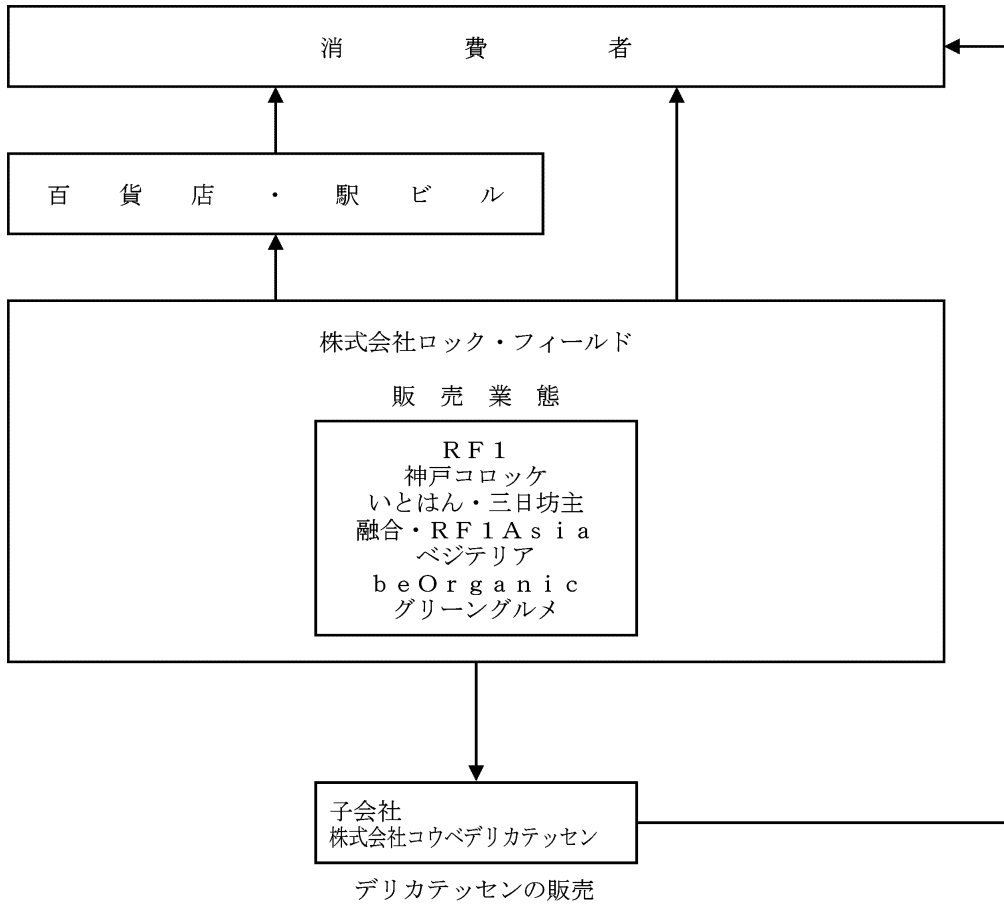 消費者
百貨店・駅ビル
株式会社ロック・フィールド
販売業態
ＲＦ１
神戸コロッケ
いとはん・三日坊主
融合・ＲＦ１Ａｓｉａ
ベジテリア
ｂｅＯｒｇａｎｉｃ
グリーングルメ
子会社
株式会社コウベデリカテッセン
デリカテッセンの販売